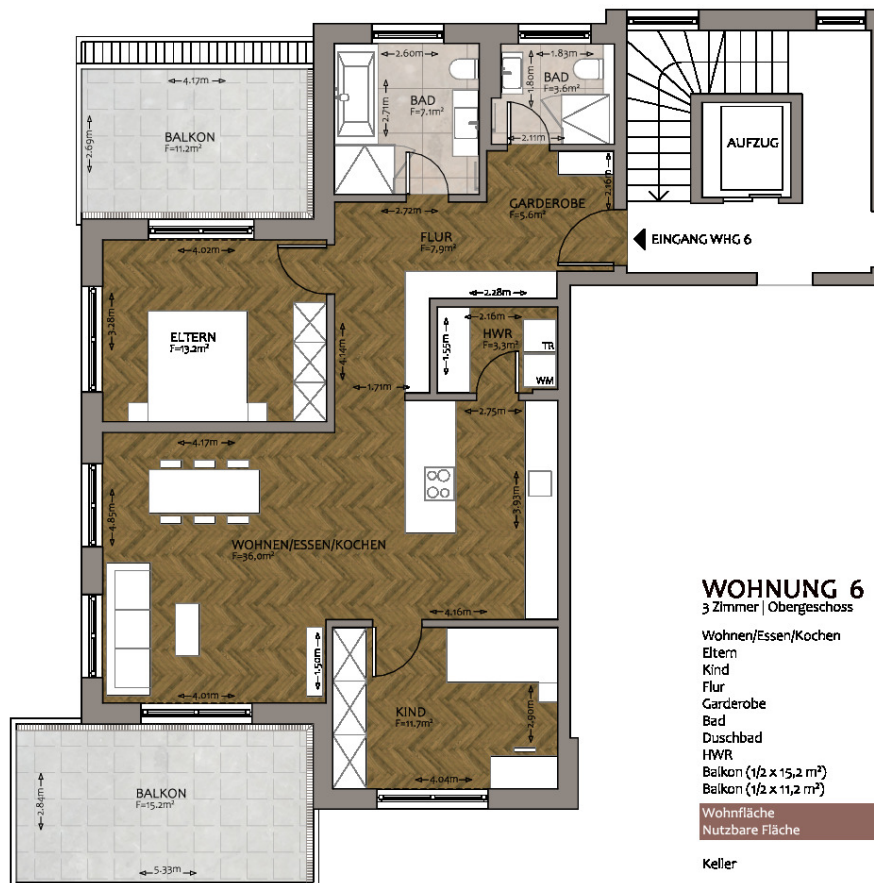 2.60m
1.83m
4.17m
BAD
F=3.6m²
1.80m
BAD
F=7.1m²
2.71m
BALKON
F=11.2m²
2.69m
2.11m
AUFZUG
2.16m
GARDEROBE
F=5.6m²
2.72m
FLUR
F=7,9m²
EINGANG WHG 6
4.02m
2.28m
3.28m
ELTERN
F=13.2m²
4.14m
1.55m
2.16m
HWR
F=3,3m²
TR
WM
1.71m
2.75m
4.17m
4.85m
3.93m
WOHNEN/ESSEN/KOCHEN
F=36.0m²
4.16m
1.50m
4.01m
KIND
F=11.7m²
2.90m
4.04m
BALKON
F=15.2m²
2.84m
5.33m
WOHNUNG 6
3 Zimmer | Obergeschoss
Wohnen/Essen/Kochen
Eltern
Kind
Flur
Garderobe
Bad
Duschbad
HWR
Balkon (1/2 x 15,2 m²)
Balkon (1/2 x 11,2 m²)
Wohnfläche
Nutzbare Fläche
Keller